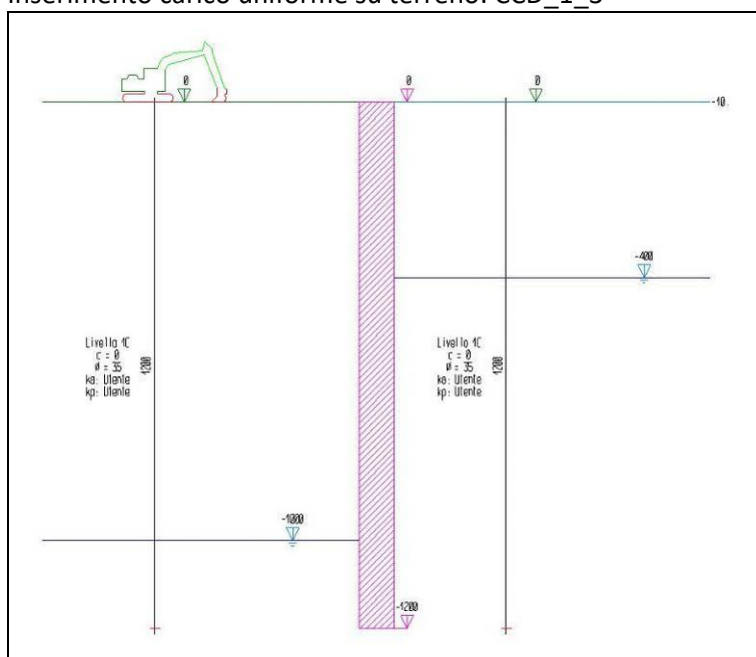 inserimento carico uniforme su terreno: CCD_1_3
0
0
0
-10.
-400
Livello 1C
c = 0
ø = 35
ka: Utente
kp: Utente
1200
Livello 1C
c = 0
ø = 35
ka: Utente
kp: Utente
1200
-1000
-1200